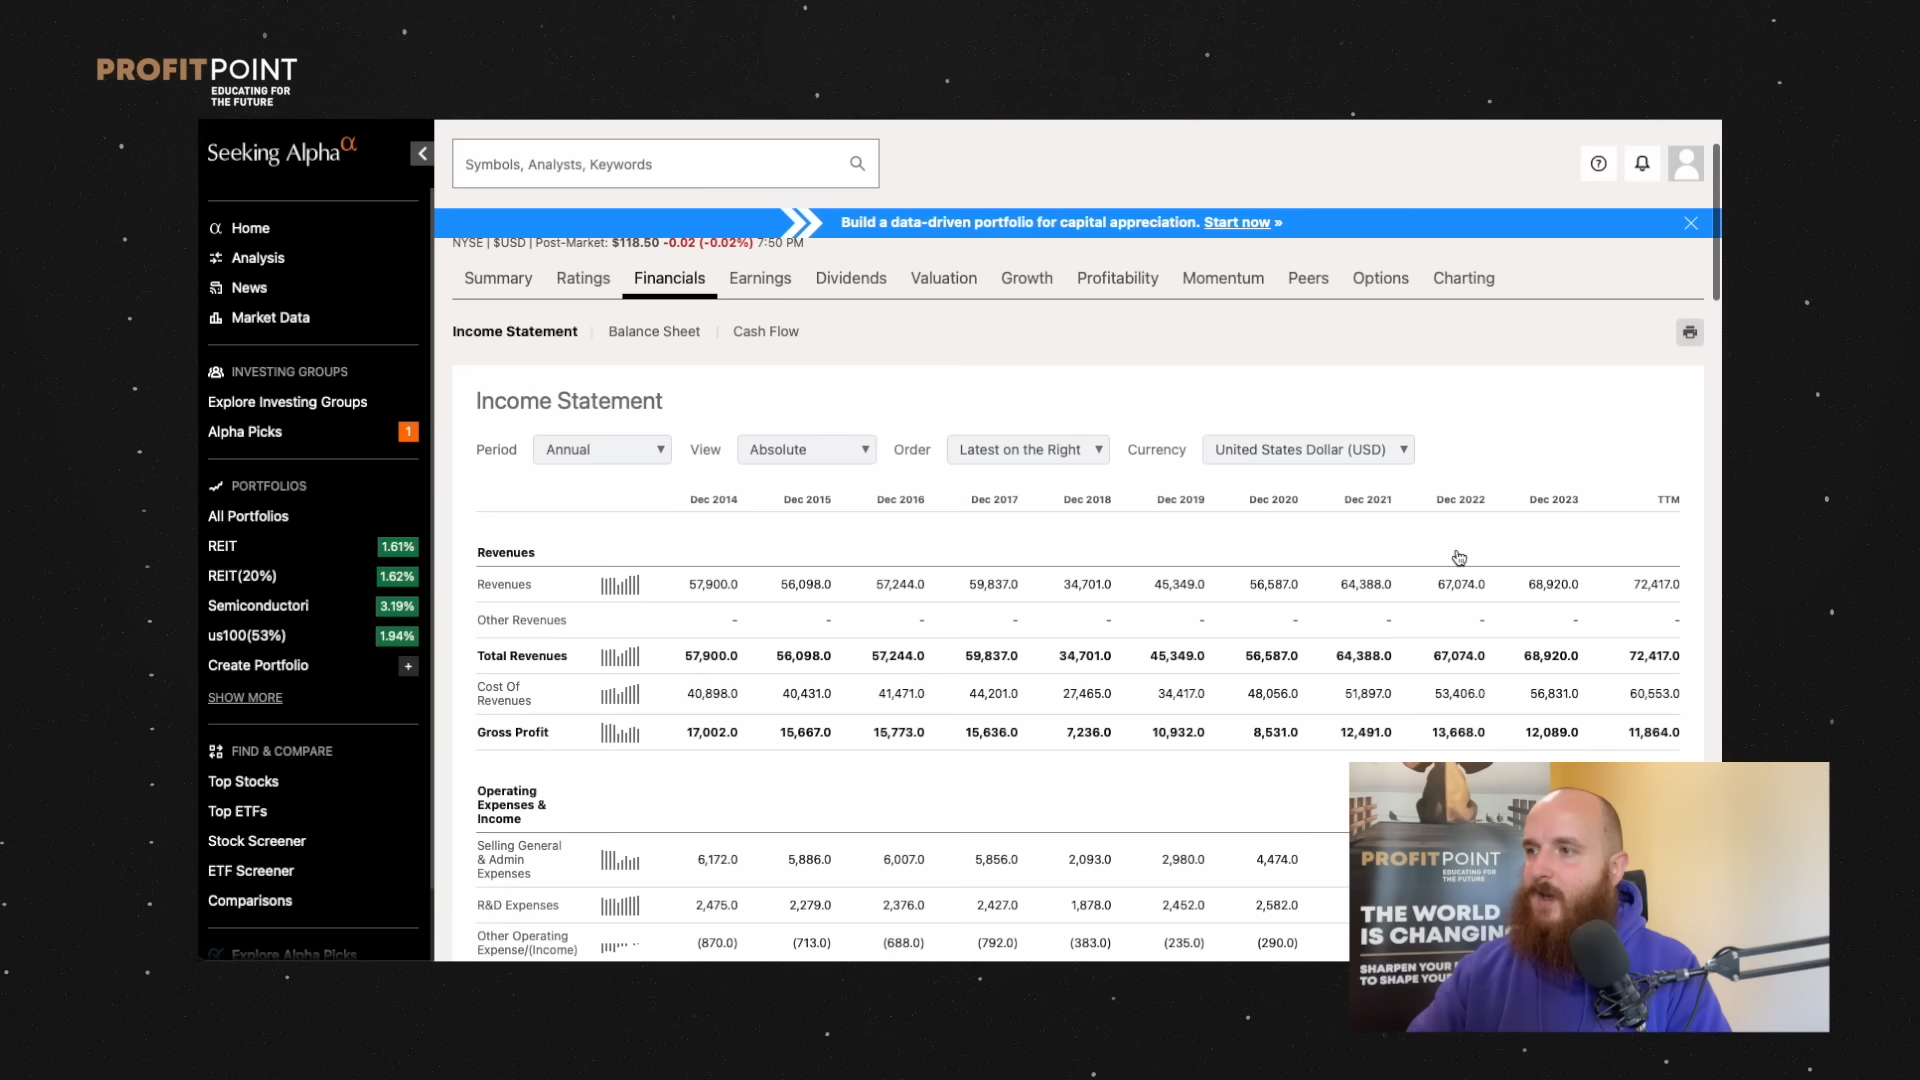 PROFITPOINT
EDUCATING FOR
THE FUTURE
Seeking Alpha α
Symbols, Analysts, Keywords
Build a data-driven portfolio for capital appreciation. Start now »
NYSE | $USD | Post-Market: $118.50 -0.02 (-0.02%) 7:50 PM
Home
Analysis
News
Market Data
INVESTING GROUPS
Explore Investing Groups
Alpha Picks 1
PORTFOLIOS
All Portfolios
REIT 1.61%
REIT(20%) 1.62%
Semiconductori 3.19%
us100(53%) 1.94%
Create Portfolio +
SHOW MORE
FIND & COMPARE
Top Stocks
Top ETFs
Stock Screener
ETF Screener
Comparisons
Explore Alpha Picks
Summary Ratings Financials Earnings Dividends Valuation Growth Profitability Momentum Peers Options Charting
Income Statement | Balance Sheet | Cash Flow
Income Statement
Period Annual View Absolute Order Latest on the Right Currency United States Dollar (USD)
Dec 2014 Dec 2015 Dec 2016 Dec 2017 Dec 2018 Dec 2019 Dec 2020 Dec 2021 Dec 2022 Dec 2023 TTM
Revenues
Revenues 57,900.0 56,098.0 57,244.0 59,837.0 34,701.0 45,349.0 56,587.0 64,388.0 67,074.0 68,920.0 72,417.0
Other Revenues - - - - - - - - - - -
Total Revenues 57,900.0 56,098.0 57,244.0 59,837.0 34,701.0 45,349.0 56,587.0 64,388.0 67,074.0 68,920.0 72,417.0
Cost Of
Revenues 40,898.0 40,431.0 41,471.0 44,201.0 27,465.0 34,417.0 48,056.0 51,897.0 53,406.0 56,831.0 60,553.0
Gross Profit 17,002.0 15,667.0 15,773.0 15,636.0 7,236.0 10,932.0 8,531.0 12,491.0 13,668.0 12,089.0 11,864.0
Operating
Expenses &
Income
Selling General
& Admin
Expenses 6,172.0 5,886.0 6,007.0 5,856.0 2,093.0 2,980.0 4,474.0
R&D Expenses 2,475.0 2,279.0 2,376.0 2,427.0 1,878.0 2,452.0 2,582.0
Other Operating
Expense/(Income) (870.0) (713.0) (688.0) (792.0) (383.0) (235.0) (290.0)
PROFITPOINT
EDUCATING FOR
THE FUTURE
THE WORLD
IS CHANGIN
SHARPEN YOUR
TO SHAPE YOU